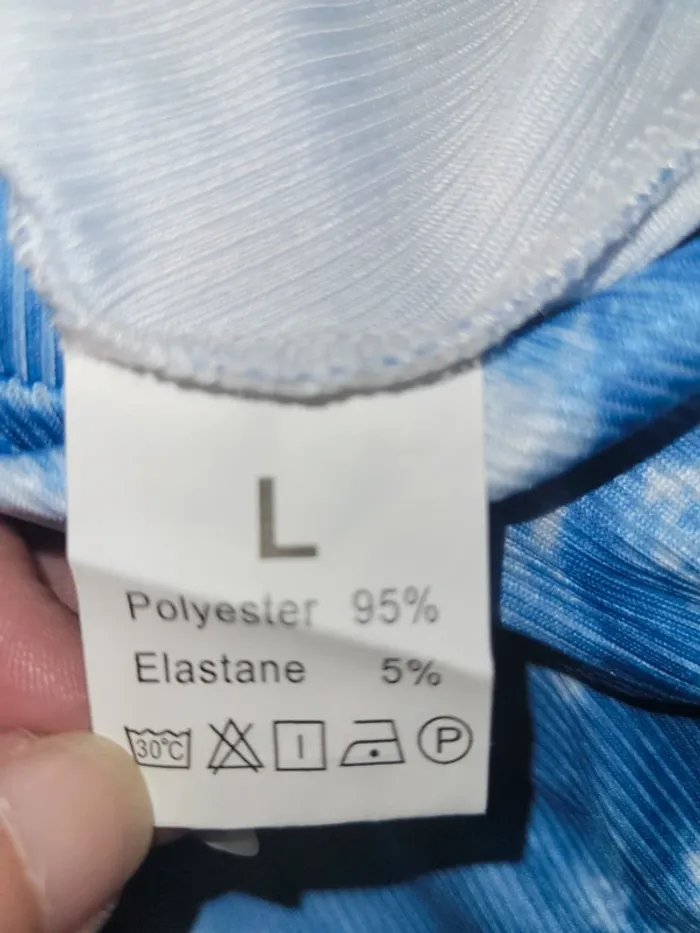 L
Polyester 95%
Elastane 5%
30°C P